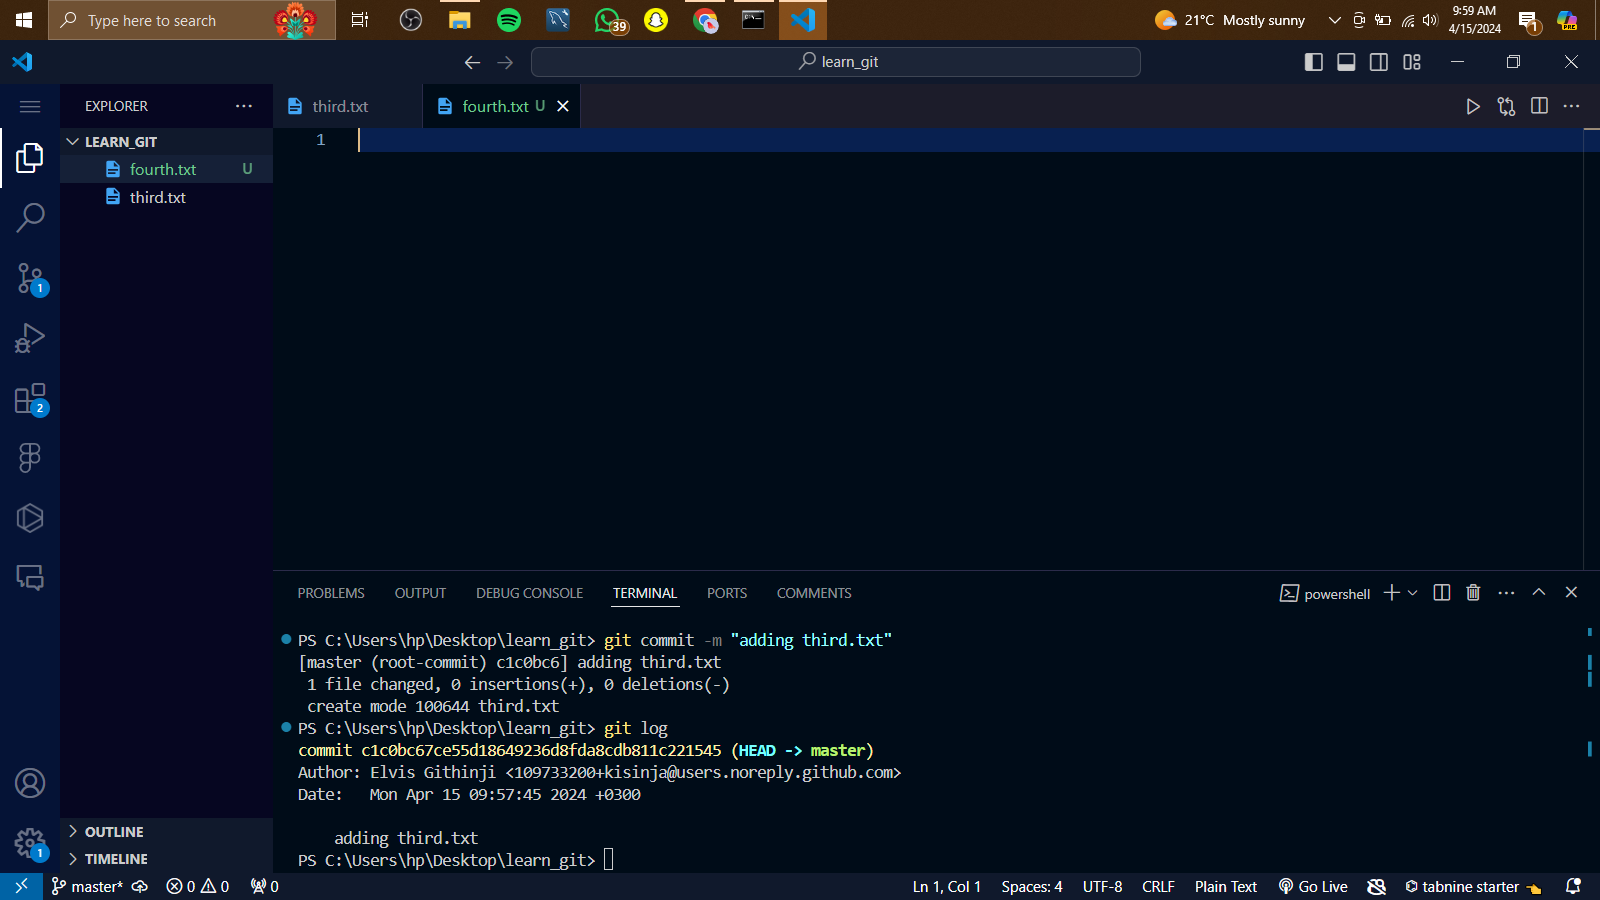 Type here to search
39
21°C Mostly sunny
9:59 AM
4/15/2024
1
PRE
learn_git
EXPLORER
third.txt
fourth.txt U
LEARN_GIT
1
fourth.txt U
third.txt
1
2
PROBLEMS OUTPUT DEBUG CONSOLE TERMINAL PORTS COMMENTS
powershell
PS C:\Users\hp\Desktop\learn_git> git commit -m "adding third.txt"
[master (root-commit) c1c0bc6] adding third.txt
1 file changed, 0 insertions(+), 0 deletions(-)
create mode 100644 third.txt
PS C:\Users\hp\Desktop\learn_git> git log
commit c1c0bc67ce55d18649236d8fda8cdb811c221545 (HEAD -> master)
Author: Elvis Githinji <109733200+kisinja@users.noreply.github.com>
Date:   Mon Apr 15 09:57:45 2024 +0300
adding third.txt
PS C:\Users\hp\Desktop\learn_git>
OUTLINE
1
TIMELINE
master* 0 0 0 Ln 1, Col 1 Spaces: 4 UTF-8 CRLF Plain Text Go Live tabnine starter